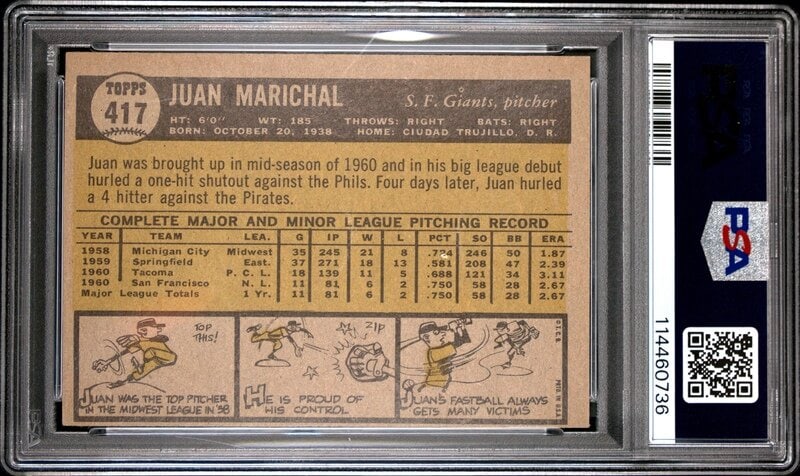 TOPPS
417
JUAN MARICHAL
S. F. Giants, pitcher
HT: 6'0" WT: 185 THROWS: RIGHT BATS: RIGHT
BORN: OCTOBER 20, 1938 HOME: CIUDAD TRUJILLO, D. R.
Juan was brought up in mid-season of 1960 and in his big league debut
hurled a one-hit shutout against the Phils. Four days later, Juan hurled
a 4 hitter against the Pirates.
COMPLETE MAJOR AND MINOR LEAGUE PITCHING RECORD
YEAR TEAM LEA. G IP W L PCT SO BB ERA
1958 Michigan City Midwest 35 245 21 8 .724 246 50 1.87
1959 Springfield East. 37 271 18 13 .581 208 47 2.39
1960 Tacoma P. C. L. 18 139 11 5 .688 121 34 3.11
1960 San Francisco N. L. 11 81 6 2 .750 58 28 2.67
Major League Totals 1 Yr. 11 81 6 2 .750 58 28 2.67
TOP
THIS!
JUAN WAS THE TOP PITCHER
IN THE MIDWEST LEAGUE IN '58
ZIP
HE IS PROUD OF
HIS CONTROL
JUAN'S FASTBALL ALWAYS
GETS MANY VICTIMS
©T.C.G.
PRTD. IN U.S.A.
PSA
114460736
PSA